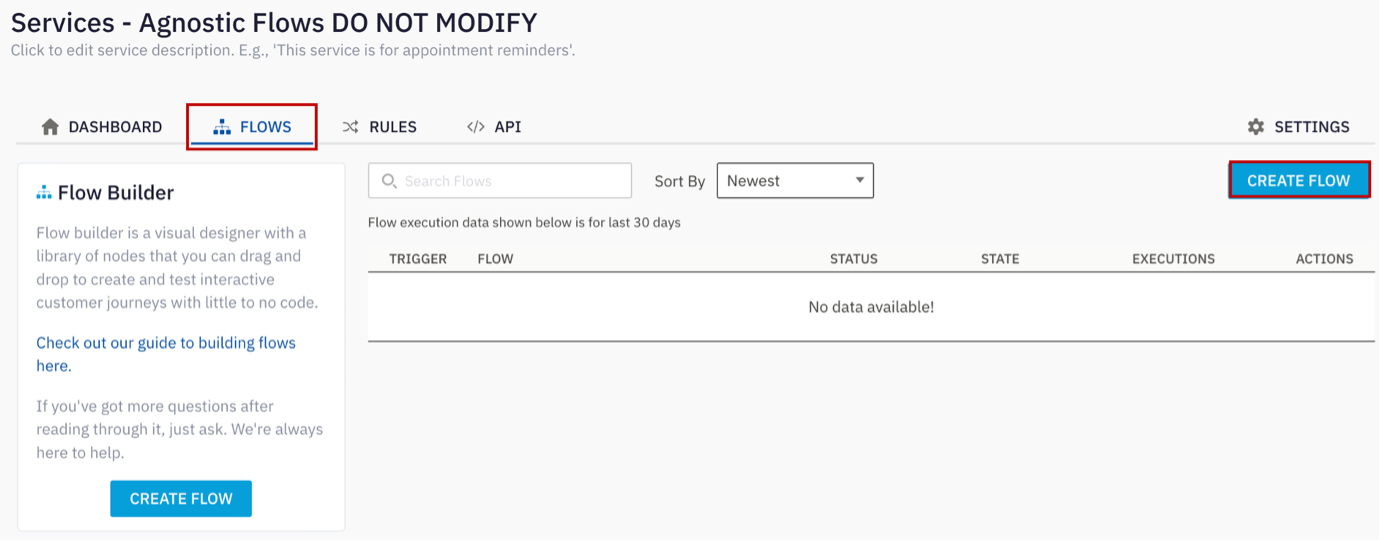 Services - Agnostic Flows DO NOT MODIFY
Click to edit service description. E.g., 'This service is for appointment reminders'.
DASHBOARD FLOWS RULES </> API SETTINGS
Flow Builder
Flow builder is a visual designer with a
library of nodes that you can drag and
drop to create and test interactive
customer journeys with little to no code.
Check out our guide to building flows
here.
If you've got more questions after
reading through it, just ask. We're always
here to help.
CREATE FLOW
Search Flows Sort By Newest CREATE FLOW
Flow execution data shown below is for last 30 days
TRIGGER FLOW STATUS STATE EXECUTIONS ACTIONS
No data available!